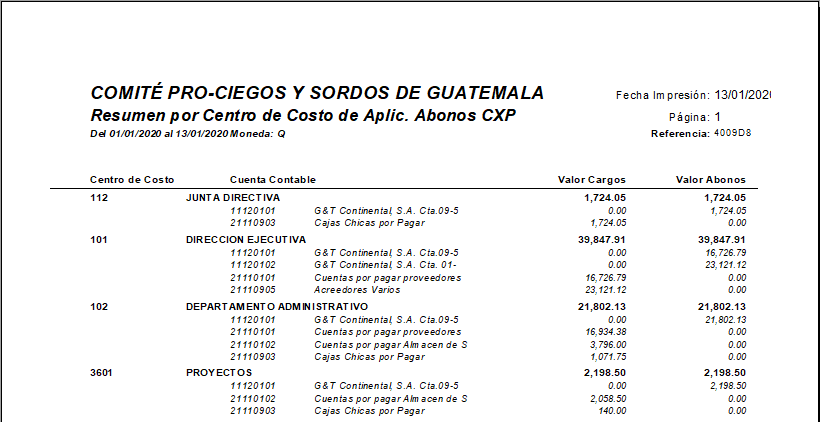 COMITÉ PRO-CIEGOS Y SORDOS DE GUATEMALA Fecha Impresión: 13/01/2020
Resumen por Centro de Costo de Aplic. Abonos CXP Página: 1
Del 01/01/2020 al 13/01/2020 Moneda: Q Referencia: 4009D8
Centro de Costo Cuenta Contable Valor Cargos Valor Abonos
112 JUNTA DIRECTIVA 1,724.05 1,724.05
11120101 G&T Continental, S.A. Cta.09-5 0.00 1,724.05
21110903 Cajas Chicas por Pagar 1,724.05 0.00
101 DIRECCION EJECUTIVA 39,847.91 39,847.91
11120101 G&T Continental, S.A. Cta.09-5 0.00 16,726.79
11120102 G&T Continental, S.A. Cta. 01- 0.00 23,121.12
21110101 Cuentas por pagar proveedores 16,726.79 0.00
21110905 Acreedores Varios 23,121.12 0.00
102 DEPARTAMENTO ADMINISTRATIVO 21,802.13 21,802.13
11120101 G&T Continental, S.A. Cta.09-5 0.00 21,802.13
21110101 Cuentas por pagar proveedores 16,934.38 0.00
21110102 Cuentas por pagar Almacen de S 3,796.00 0.00
21110903 Cajas Chicas por Pagar 1,071.75 0.00
3601 PROYECTOS 2,198.50 2,198.50
11120101 G&T Continental, S.A. Cta.09-5 0.00 2,198.50
21110102 Cuentas por pagar Almacen de S 2,058.50 0.00
21110903 Cajas Chicas por Pagar 140.00 0.00